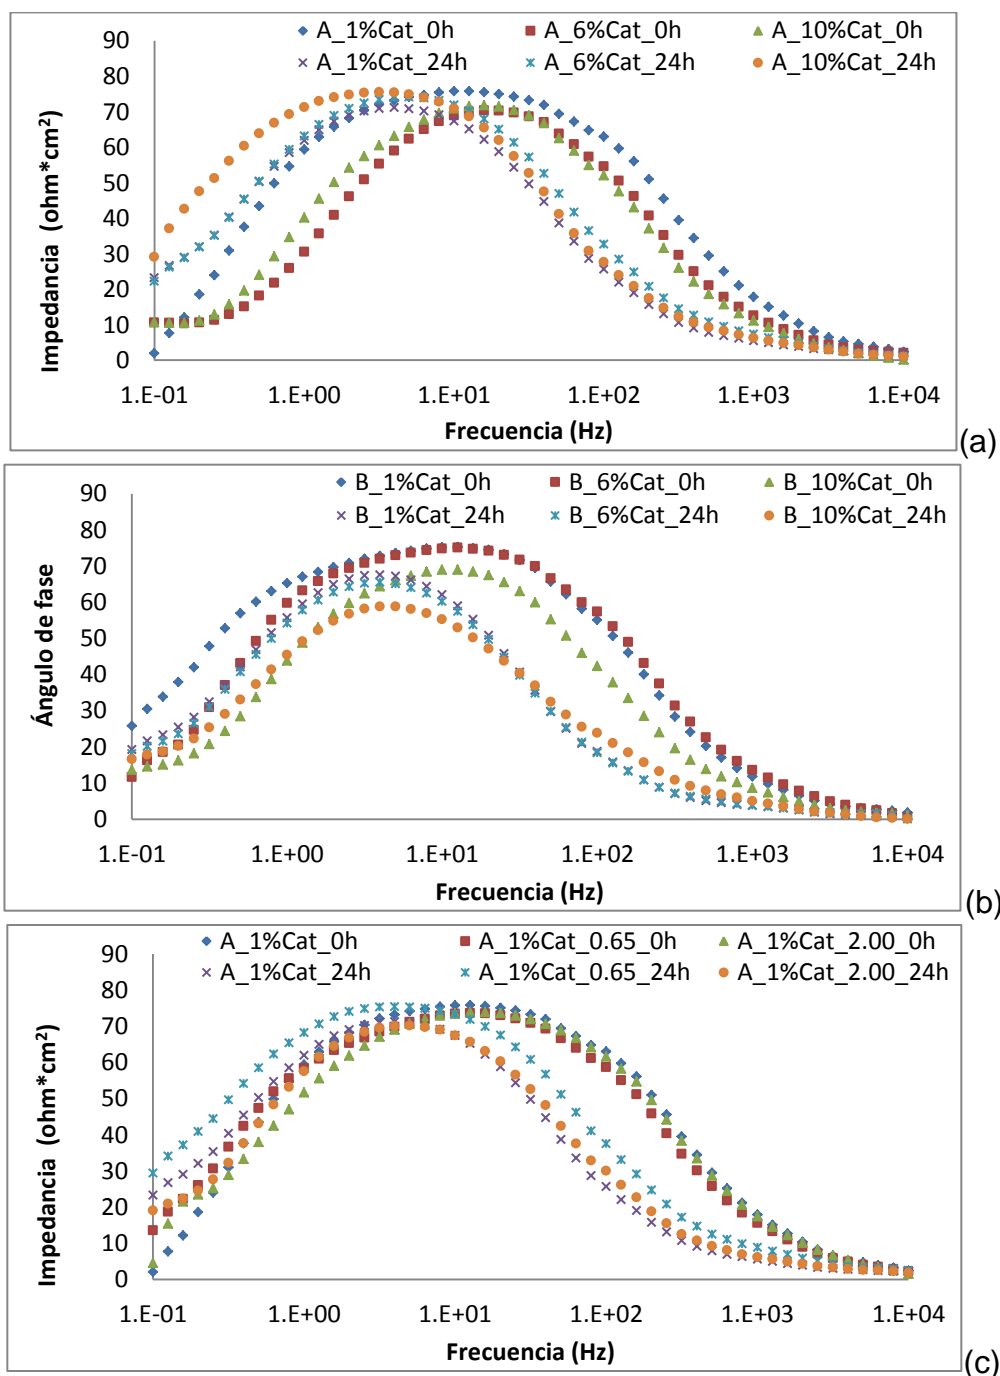 A_1%Cat_0h A_6%Cat_0h A_10%Cat_0h
A_1%Cat_24h A_6%Cat_24h A_10%Cat_24h
90
80
70
60
50
40
30
20
10
0
Impedancia (ohm*cm²)
1.E-01 1.E+00 1.E+01 1.E+02 1.E+03 1.E+04
Frecuencia (Hz)
(a)
B_1%Cat_0h B_6%Cat_0h B_10%Cat_0h
B_1%Cat_24h B_6%Cat_24h B_10%Cat_24h
90
80
70
60
50
40
30
20
10
0
Ángulo de fase
1.E-01 1.E+00 1.E+01 1.E+02 1.E+03 1.E+04
Frecuencia (Hz)
(b)
A_1%Cat_0h A_1%Cat_0.65_0h A_1%Cat_2.00_0h
A_1%Cat_24h A_1%Cat_0.65_24h A_1%Cat_2.00_24h
90
80
70
60
50
40
30
20
10
0
Impedancia (ohm*cm²)
1.E-01 1.E+00 1.E+01 1.E+02 1.E+03 1.E+04
Frecuencia (Hz)
(c)